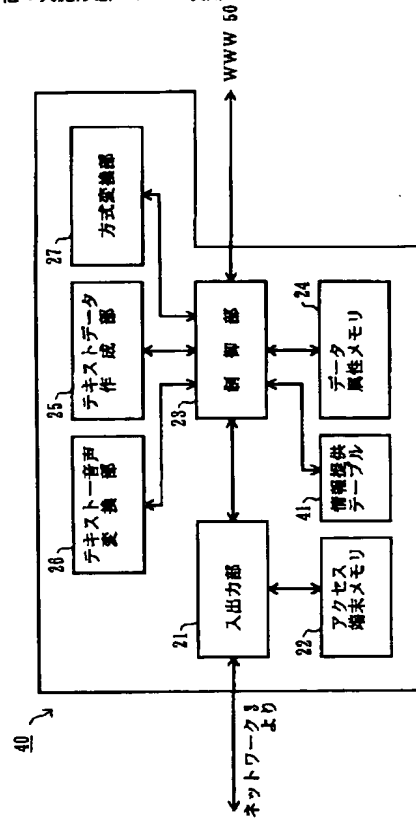 40
26
テキスト－音声
変換部
25
テキストデータ
作成部
27
方式変換部
ネットワーク3
より
21
入出力部
23
制御部
WWW 50
22
アクセス
端末メモリ
41
情報提供
テーブル
24
データ
属性メモリ